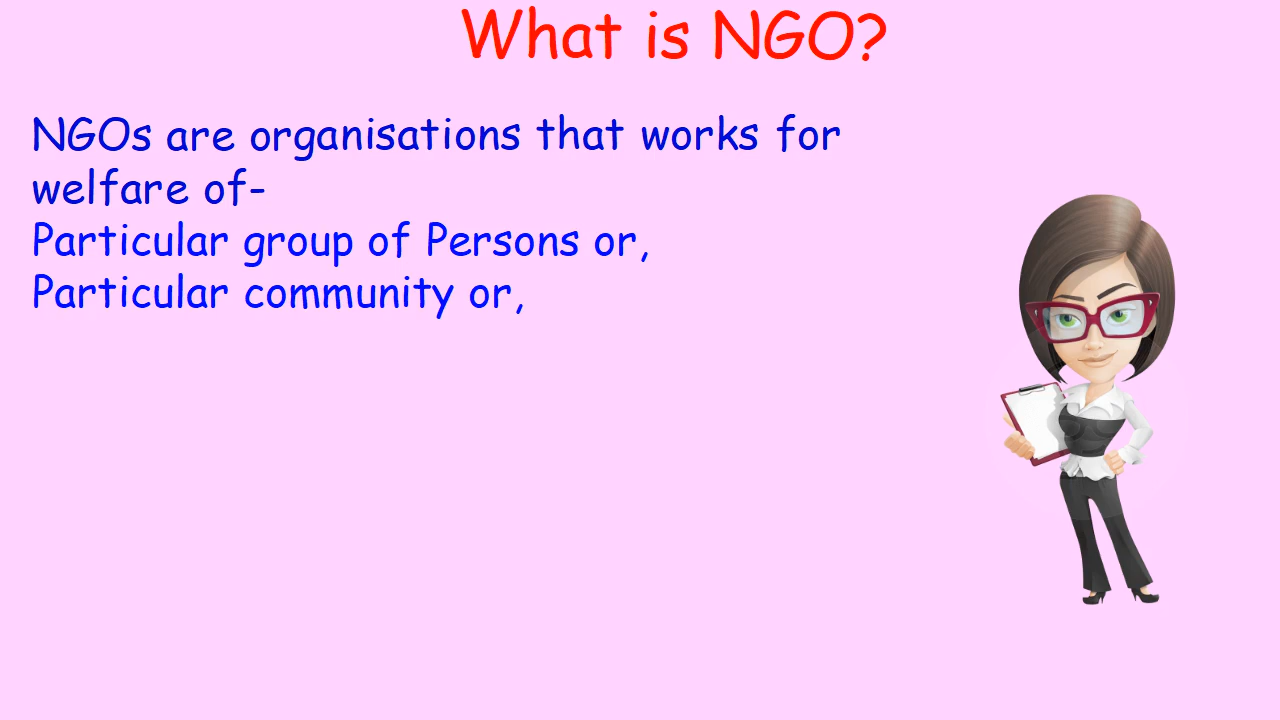 What is NGO?
NGOs are organisations that works for
welfare of-
Particular group of Persons or,
Particular community or,